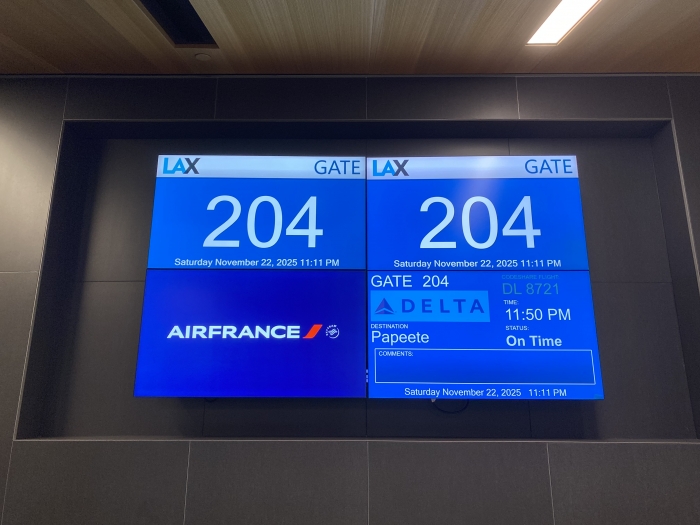 LAX GATE
204
Saturday November 22, 2025 11:11 PM
LAX GATE
204
Saturday November 22, 2025 11:11 PM
AIRFRANCE
GATE 204
DELTA
DESTINATION
Papeete
CODESHARE FLIGHT
DL 8721
TIME:
11:50 PM
STATUS:
On Time
COMMENTS:
Saturday November 22, 2025 11:11 PM